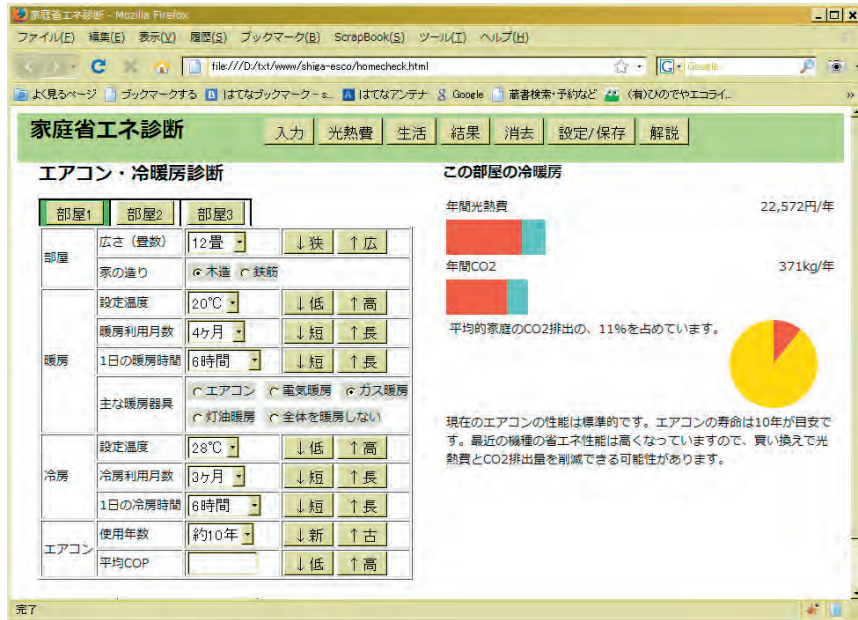 家庭省エネ診断 - Mozilla Firefox
ファイル(F) 編集(E) 表示(V) 履歴(S) ブックマーク(B) ScrapBook(S) ツール(T) ヘルプ(H)
file:///D:/txt/www/shiga-esco/homecheck.html G Google
よく見るページ ブックマークする はてなブックマーク - s... はてなアンテナ Google 蔵書検索・予約など (有)ひのでやエコライ... »
家庭省エネ診断 入力 光熱費 生活 結果 消去 設定/保存 解説
エアコン・冷暖房診断
部屋1 部屋2 部屋3
部屋 広さ（畳数） 12畳 ↓狭 ↑広
家の造り 木造 鉄筋
暖房 設定温度 20℃ ↓低 ↑高
暖房利用月数 4ケ月 ↓短 ↑長
1日の暖房時間 6時間 ↓短 ↑長
主な暖房器具 エアコン 電気暖房 ガス暖房
灯油暖房 全体を暖房しない
冷房 設定温度 28℃ ↓低 ↑高
冷房利用月数 3ケ月 ↓短 ↑長
1日の冷房時間 6時間 ↓短 ↑長
エアコン 使用年数 約10年 ↓新 ↑古
平均COP ↓低 ↑高
この部屋の冷暖房
年間光熱費 22,572円/年
年間CO2 371kg/年
平均的家庭のCO2排出の、11%を占めています。
現在のエアコンの性能は標準的です。エアコンの寿命は10年が目安で
す。最近の機種の省エネ性能は高くなっていますので、買い換えで光
熱費とCO2排出量を削減できる可能性があります。
完了